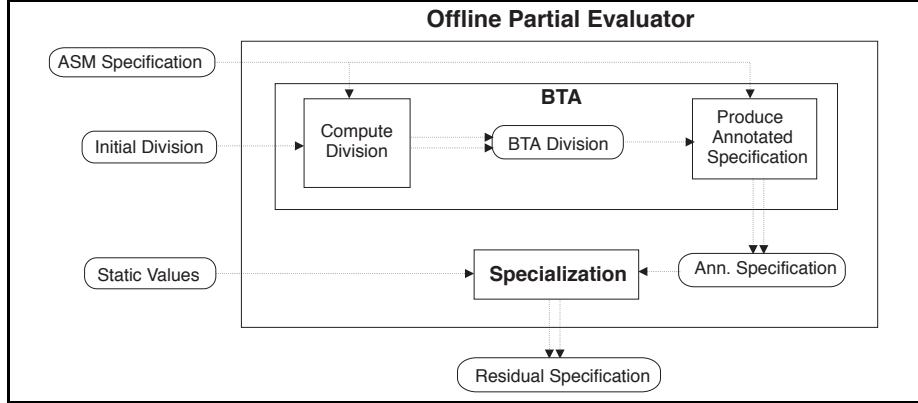 Offline Partial Evaluator
ASM Specification
BTA
Compute
Division
Initial Division
BTA Division
Produce
Annotated
Specification
Static Values
Specialization
Ann. Specification
Residual Specification